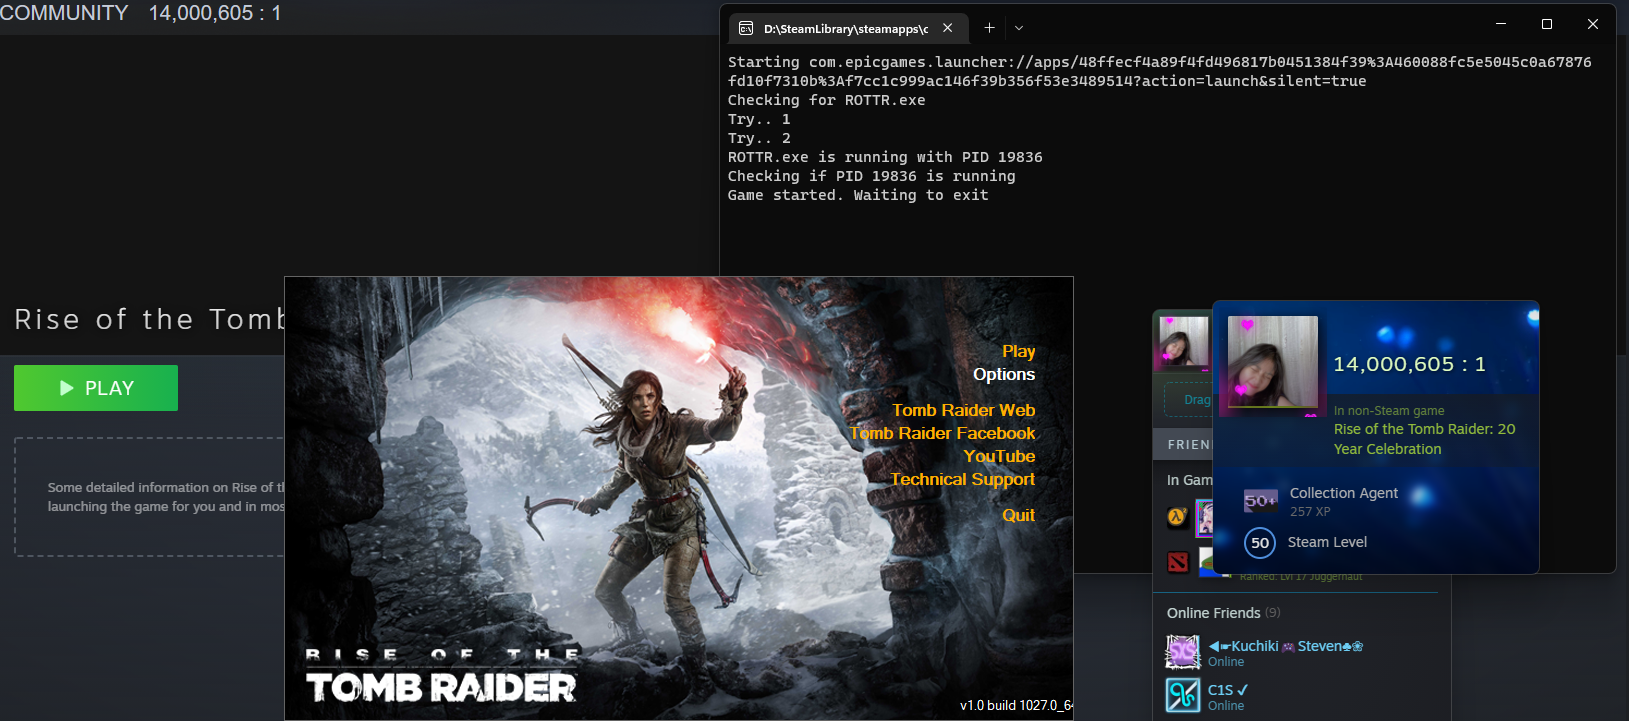 COMMUNITY 14,000,605 : 1
D:\SteamLibrary\steamapps\c
Starting com.epicgames.launcher://apps/48ffecf4a89f4fd496817b0451384f39%3A460088fc5e5045c0a67876
fd10f7310b%3Af7cc1c999ac146f39b356f53e3489514?action=launch&silent=true
Checking for ROTTR.exe
Try.. 1
Try.. 2
ROTTR.exe is running with PID 19836
Checking if PID 19836 is running
Game started. Waiting to exit
Rise of the Tomb
PLAY
Some detailed information on Rise of th
launching the game for you and in mos
Play
Options
Tomb Raider Web
Tomb Raider Facebook
YouTube
Technical Support
Quit
RISE OF THE
TOMB RAIDER
v1.0 build 1027.0_64
Drag
FRIEN
In Gam
14,000,605 : 1
In non-Steam game
Rise of the Tomb Raider: 20
Year Celebration
50+
Collection Agent
257 XP
50 Steam Level
Ranked: Lvl 17 Juggernaut
Online Friends (9)
◄☛Kuchiki🎮Steven♣❀
Online
C1S ✓
Online